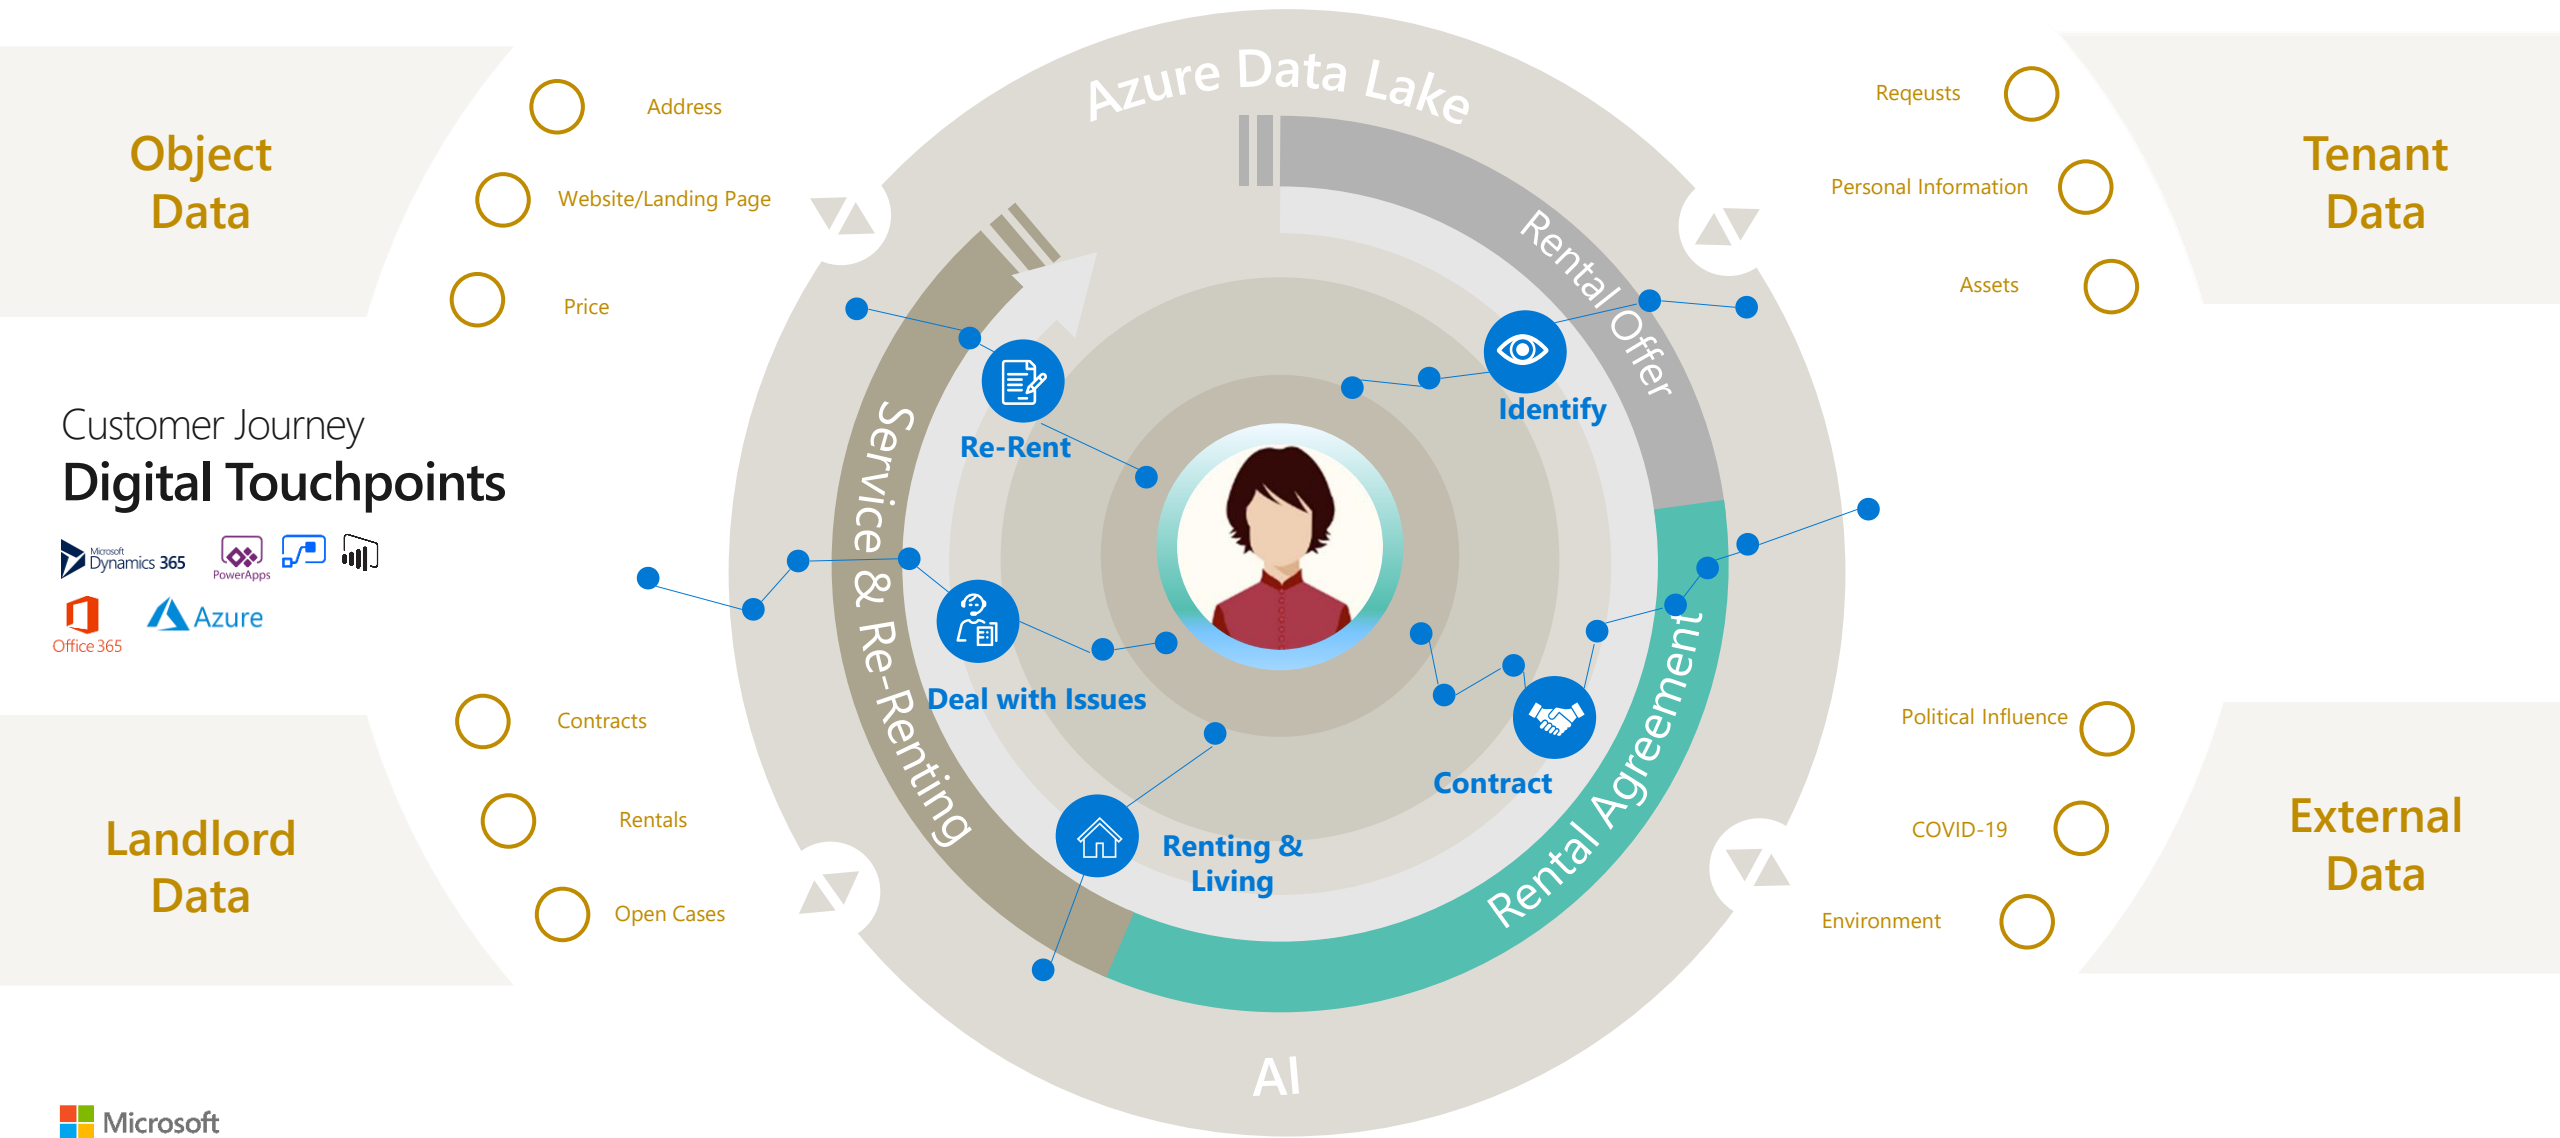 Azure Data Lake
Object
Data
Address
Website/Landing Page
Price
Reqeusts
Personal Information
Assets
Tenant
Data
Customer Journey
Digital Touchpoints
Microsoft
Dynamics 365
PowerApps
Office 365
Azure
Rental Offer
Identify
Re-Rent
Service & Re-Renting
Deal with Issues
Contract
Rental Agreement
Renting &
Living
Landlord
Data
Contracts
Rentals
Open Cases
Political Influence
COVID-19
Environment
External
Data
AI
Microsoft